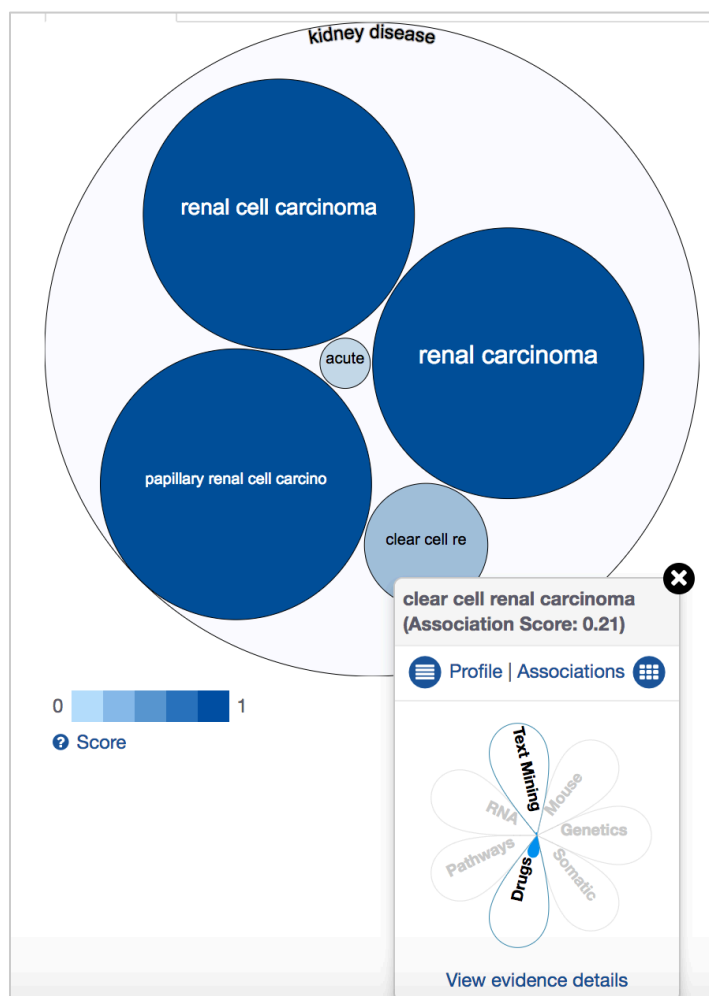 kidney disease
renal cell carcinoma
renal carcinoma
acute
papillary renal cell carcino
clear cell re
clear cell renal carcinoma
(Association Score: 0.21)
Profile | Associations
0
1
? Score
Text Mining
Mouse
RNA
Genetics
Pathways
Somatic
Drugs
View evidence details